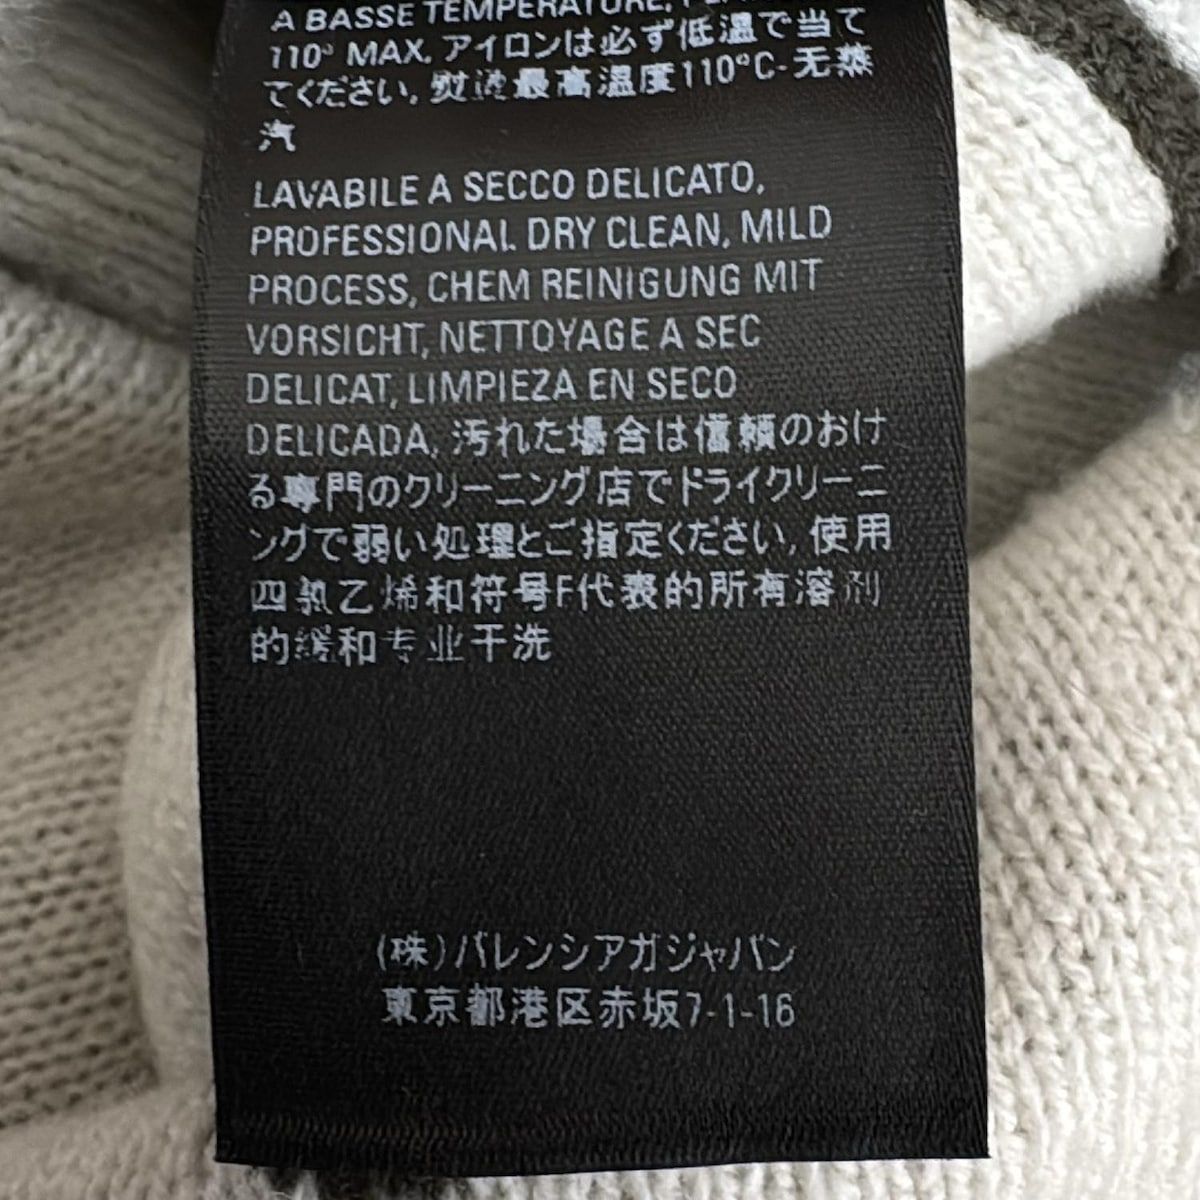 A BASSE TEMPERATURE,
110° MAX, アイロンは必ず低温で当て
てください, 熨烫最高温度110°C-无蒸
汽
LAVABILE A SECCO DELICATO,
PROFESSIONAL DRY CLEAN, MILD
PROCESS, CHEM REINIGUNG MIT
VORSICHT, NETTOYAGE A SEC
DELICAT, LIMPIEZA EN SECO
DELICADA, 汚れた場合は信頼のおけ
る専門のクリーニング店でドライクリーニ
ングで弱い処理とご指定ください, 使用
四氯乙烯和符号F代表的所有溶剂
的缓和专业干洗
(株)バレンシアガジャパン
東京都港区赤坂7-1-16